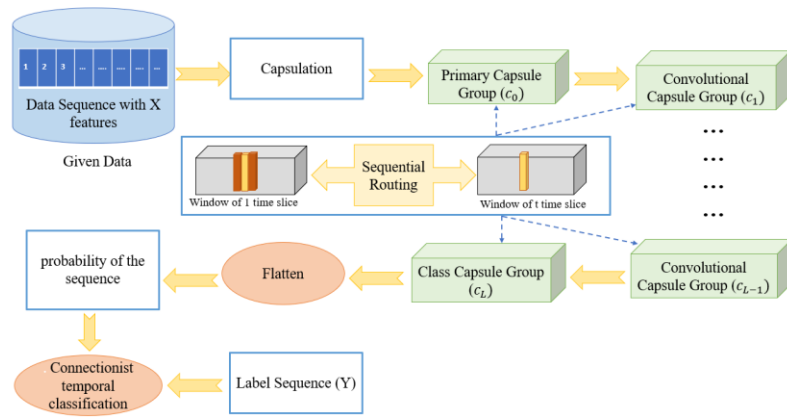 1 2 3 ... .... .... ... ...
Data Sequence with X
features
Given Data
Capsulation
Primary Capsule
Group (c₀)
Convolutional
Capsule Group (c₁)
...
...
...
...
Sequential
Routing
Window of 1 time slice
Window of t time slice
probability of the
sequence
Flatten
Class Capsule Group
(c_L)
Convolutional
Capsule Group (c_{L−1})
Connectionist
temporal
classification
Label Sequence (Y)